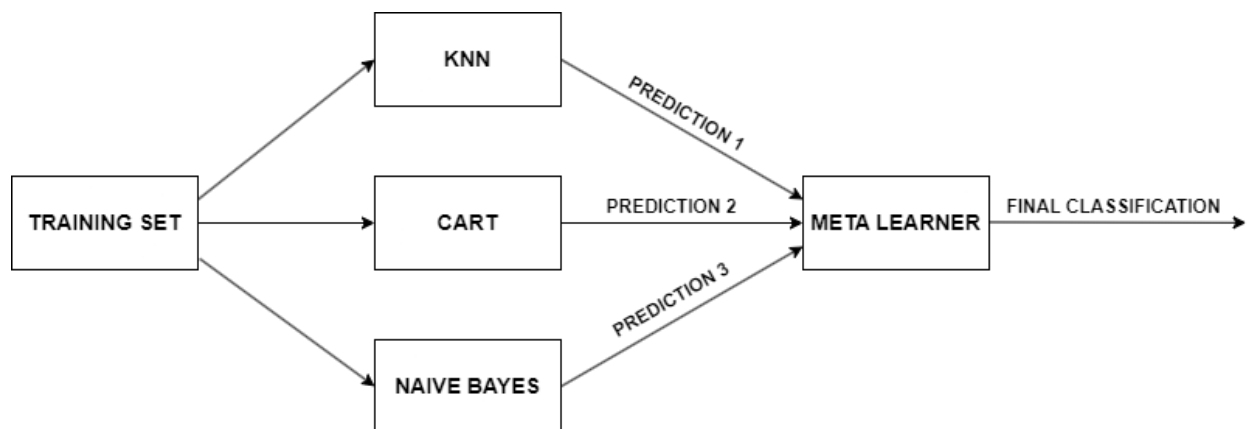 KNN
PREDICTION 1
TRAINING SET
CART
PREDICTION 2
META LEARNER
FINAL CLASSIFICATION
PREDICTION 3
NAIVE BAYES